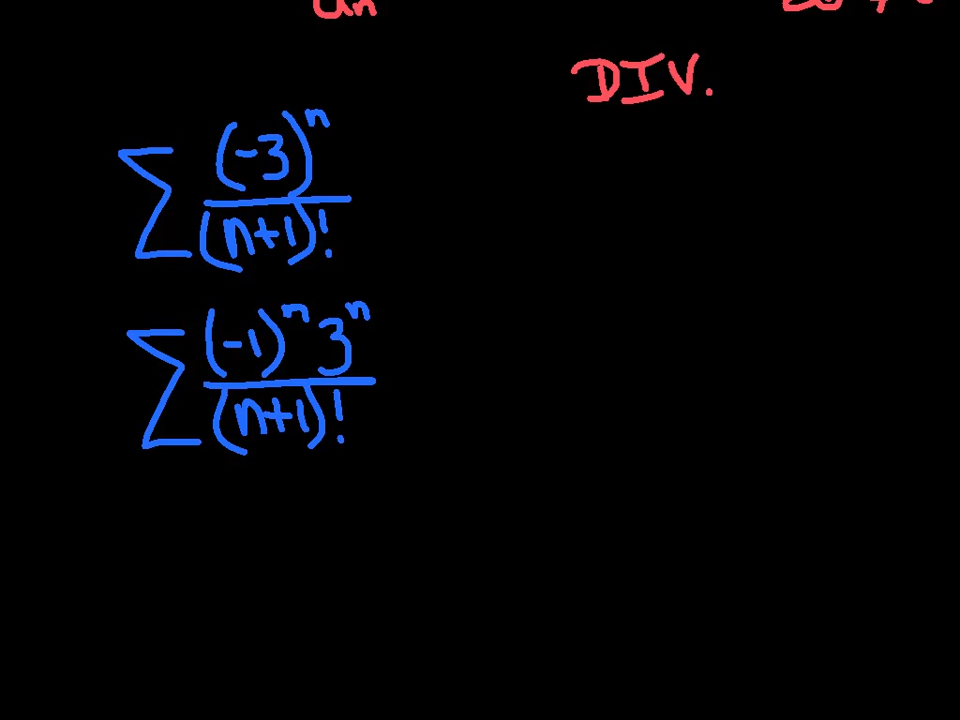 DIV.
∑ (-3)^n / (n+1)!
∑ (-1)^n 3^n / (n+1)!